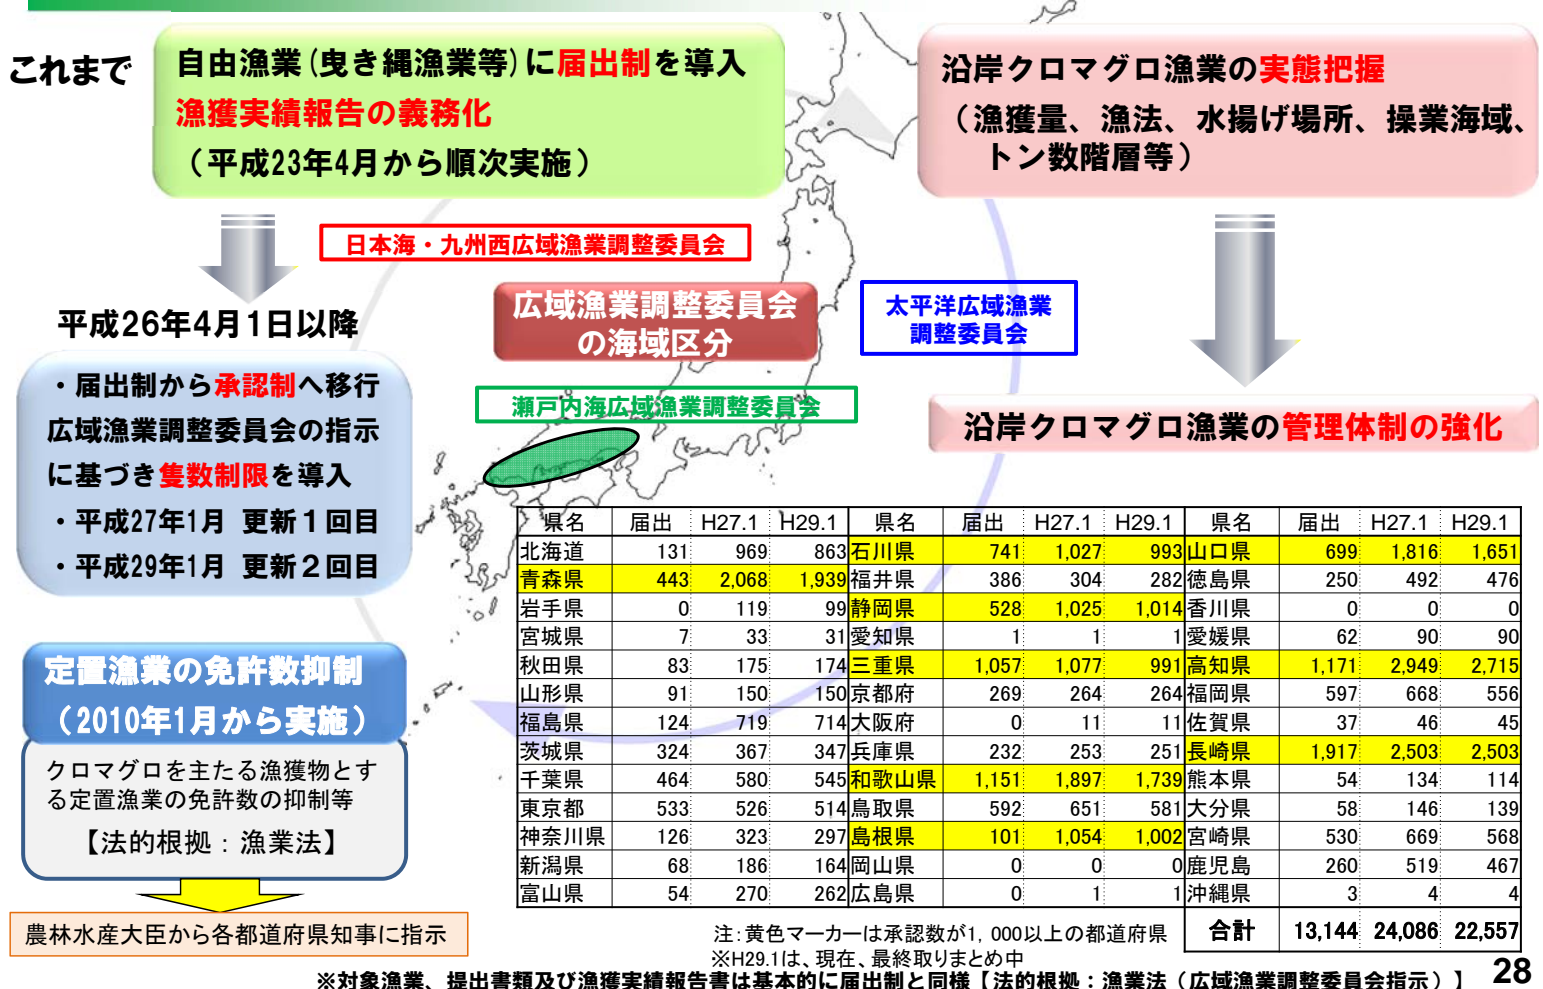 これまで
自由漁業(曳き縄漁業等)に届出制を導入
漁獲実績報告の義務化
（平成23年4月から順次実施）
沿岸クロマグロ漁業の実態把握
（漁獲量、漁法、水揚げ場所、操業海域、
トン数階層等）
日本海・九州西広域漁業調整委員会
広域漁業調整委員会
の海域区分
太平洋広域漁業
調整委員会
瀬戸内海広域漁業調整委員会
平成26年4月1日以降
・届出制から承認制へ移行
広域漁業調整委員会の指示
に基づき隻数制限を導入
・平成27年1月 更新１回目
・平成29年1月 更新２回目
沿岸クロマグロ漁業の管理体制の強化
定置漁業の免許数抑制
（2010年1月から実施）
クロマグロを主たる漁獲物とす
る定置漁業の免許数の抑制等
【法的根拠：漁業法】
農林水産大臣から各都道府県知事に指示
県名 届出 H27.1 H29.1 県名 届出 H27.1 H29.1 県名 届出 H27.1 H29.1
北海道 131 969 863 石川県 741 1,027 993 山口県 699 1,816 1,651
青森県 443 2,068 1,939 福井県 386 304 282 徳島県 250 492 476
岩手県 0 119 99 静岡県 528 1,025 1,014 香川県 0 0 0
宮城県 7 33 31 愛知県 1 1 1 愛媛県 62 90 90
秋田県 83 175 174 三重県 1,057 1,077 991 高知県 1,171 2,949 2,715
山形県 91 150 150 京都府 269 264 264 福岡県 597 668 556
福島県 124 719 714 大阪府 0 11 11 佐賀県 37 46 45
茨城県 324 367 347 兵庫県 232 253 251 長崎県 1,917 2,503 2,503
千葉県 464 580 545 和歌山県 1,151 1,897 1,739 熊本県 54 134 114
東京都 533 526 514 鳥取県 592 651 581 大分県 58 146 139
神奈川県 126 323 297 島根県 101 1,054 1,002 宮崎県 530 669 568
新潟県 68 186 164 岡山県 0 0 0 鹿児島 260 519 467
富山県 54 270 262 広島県 0 1 1 沖縄県 3 4 4
合計 13,144 24,086 22,557
注：黄色マーカーは承認数が1，000以上の都道府県
※H29.1は、現在、最終取りまとめ中
※対象漁業、提出書類及び漁獲実績報告書は基本的に届出制と同様【法的根拠：漁業法（広域漁業調整委員会指示）】
28